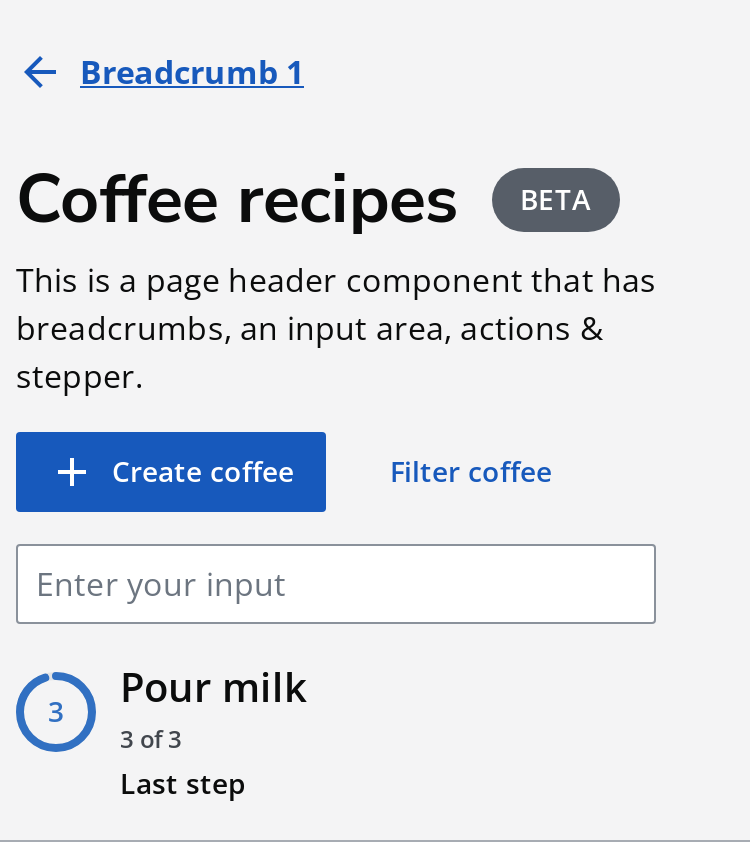 Breadcrumb 1
Coffee recipes BETA
This is a page header component that has
breadcrumbs, an input area, actions &
stepper.
Create coffee Filter coffee
Enter your input
3 Pour milk
3 of 3
Last step